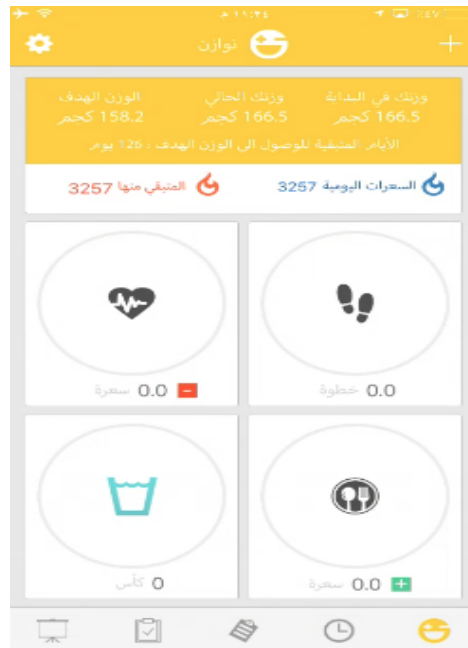 ١١:٢٤ م
توازن
وزنك في البداية وزنك الحالي الوزن الهدف
166.5 كجم 166.5 كجم 158.2 كجم
الأيام المتبقية للوصول الى الوزن الهدف : 126 يوم
السعرات اليومية 3257 المتبقي منها 3257
0.0 خطوة - 0.0 سعرة
+ 0.0 سعرة 0 كأس